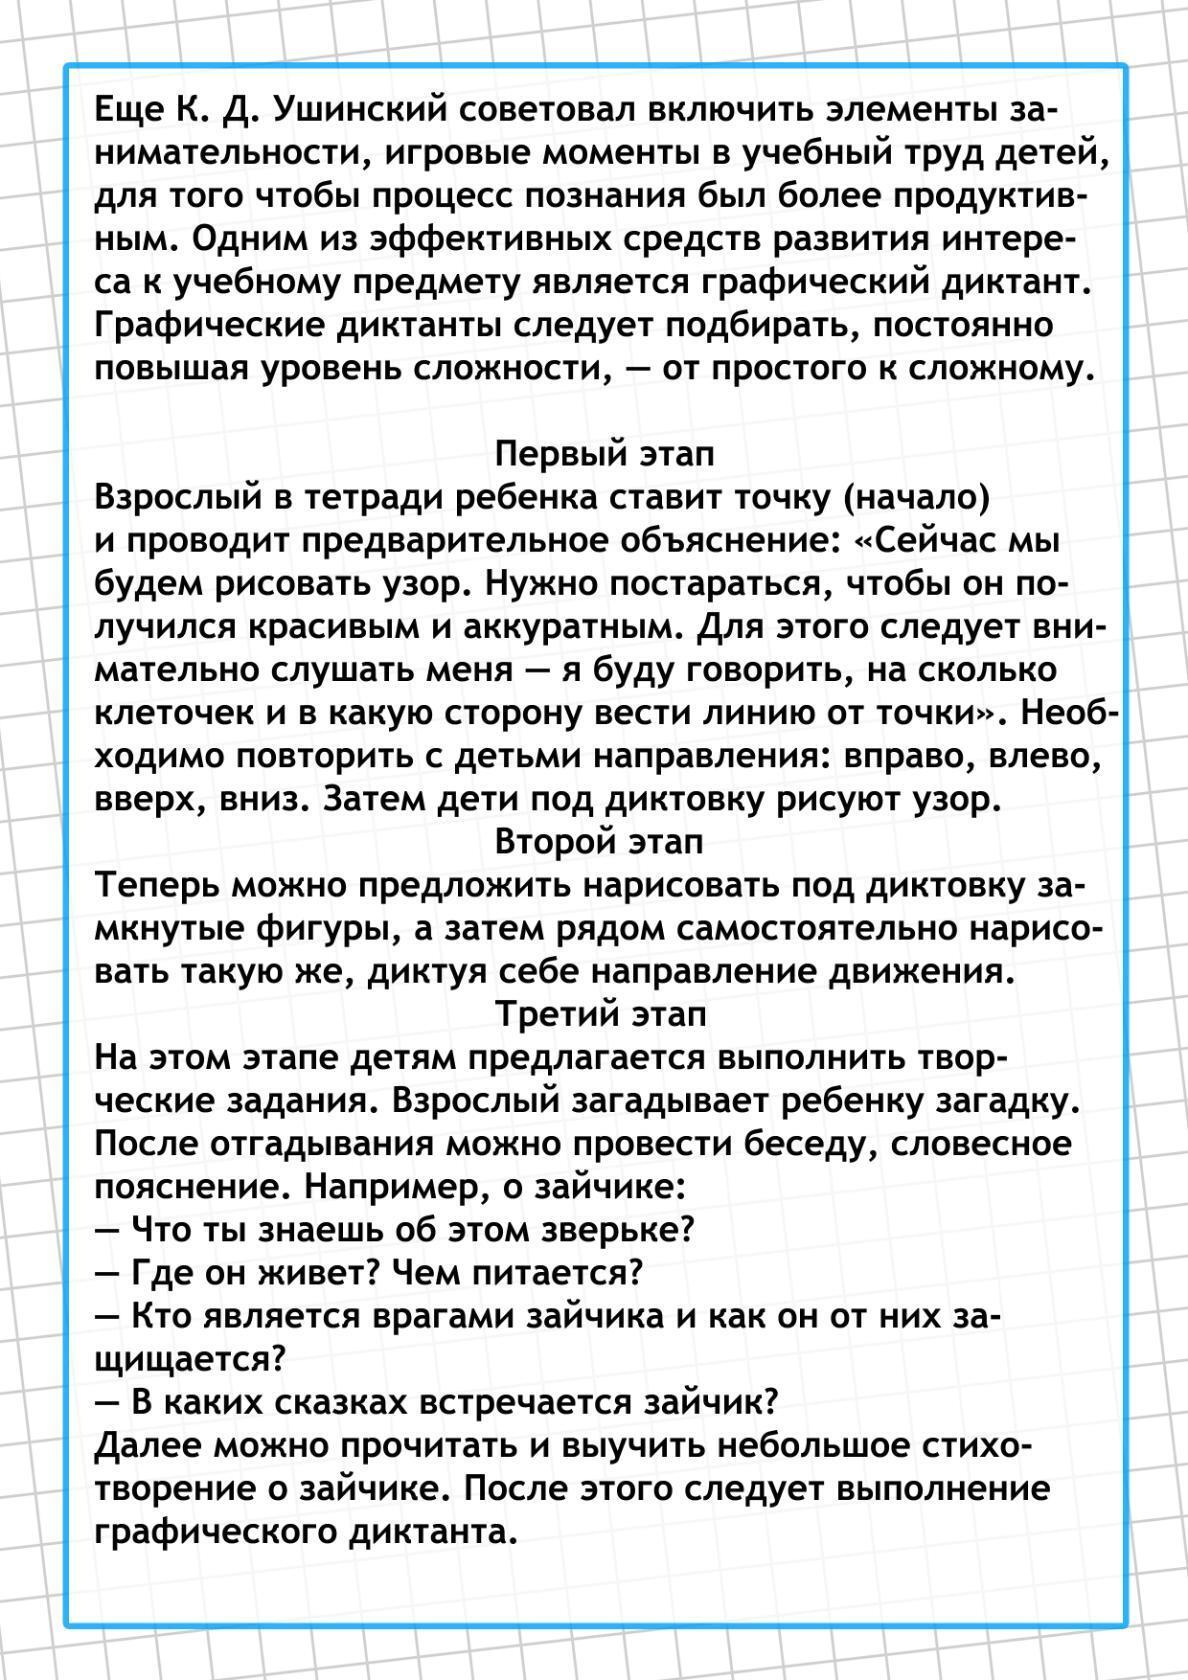 Еще К. Д. Ушинский советовал включить элементы за-
нимательности, игровые моменты в учебный труд детей,
для того чтобы процесс познания был более продуктив-
ным. Одним из эффективных средств развития интере-
са к учебному предмету является графический диктант.
Графические диктанты следует подбирать, постоянно
повышая уровень сложности, — от простого к сложному.
Первый этап
Взрослый в тетради ребенка ставит точку (начало)
и проводит предварительное объяснение: «Сейчас мы
будем рисовать узор. Нужно постараться, чтобы он по-
лучился красивым и аккуратным. Для этого следует вни-
мательно слушать меня — я буду говорить, на сколько
клеточек и в какую сторону вести линию от точки». Необ-
ходимо повторить с детьми направления: вправо, влево,
вверх, вниз. Затем дети под диктовку рисуют узор.
Второй этап
Теперь можно предложить нарисовать под диктовку за-
мкнутые фигуры, а затем рядом самостоятельно нарисо-
вать такую же, диктуя себе направление движения.
Третий этап
На этом этапе детям предлагается выполнить твор-
ческие задания. Взрослый загадывает ребенку загадку.
После отгадывания можно провести беседу, словесное
пояснение. Например, о зайчике:
— Что ты знаешь об этом зверьке?
— Где он живет? Чем питается?
— Кто является врагами зайчика и как он от них за-
щищается?
— В каких сказках встречается зайчик?
Далее можно прочитать и выучить небольшое стихо-
творение о зайчике. После этого следует выполнение
графического диктанта.